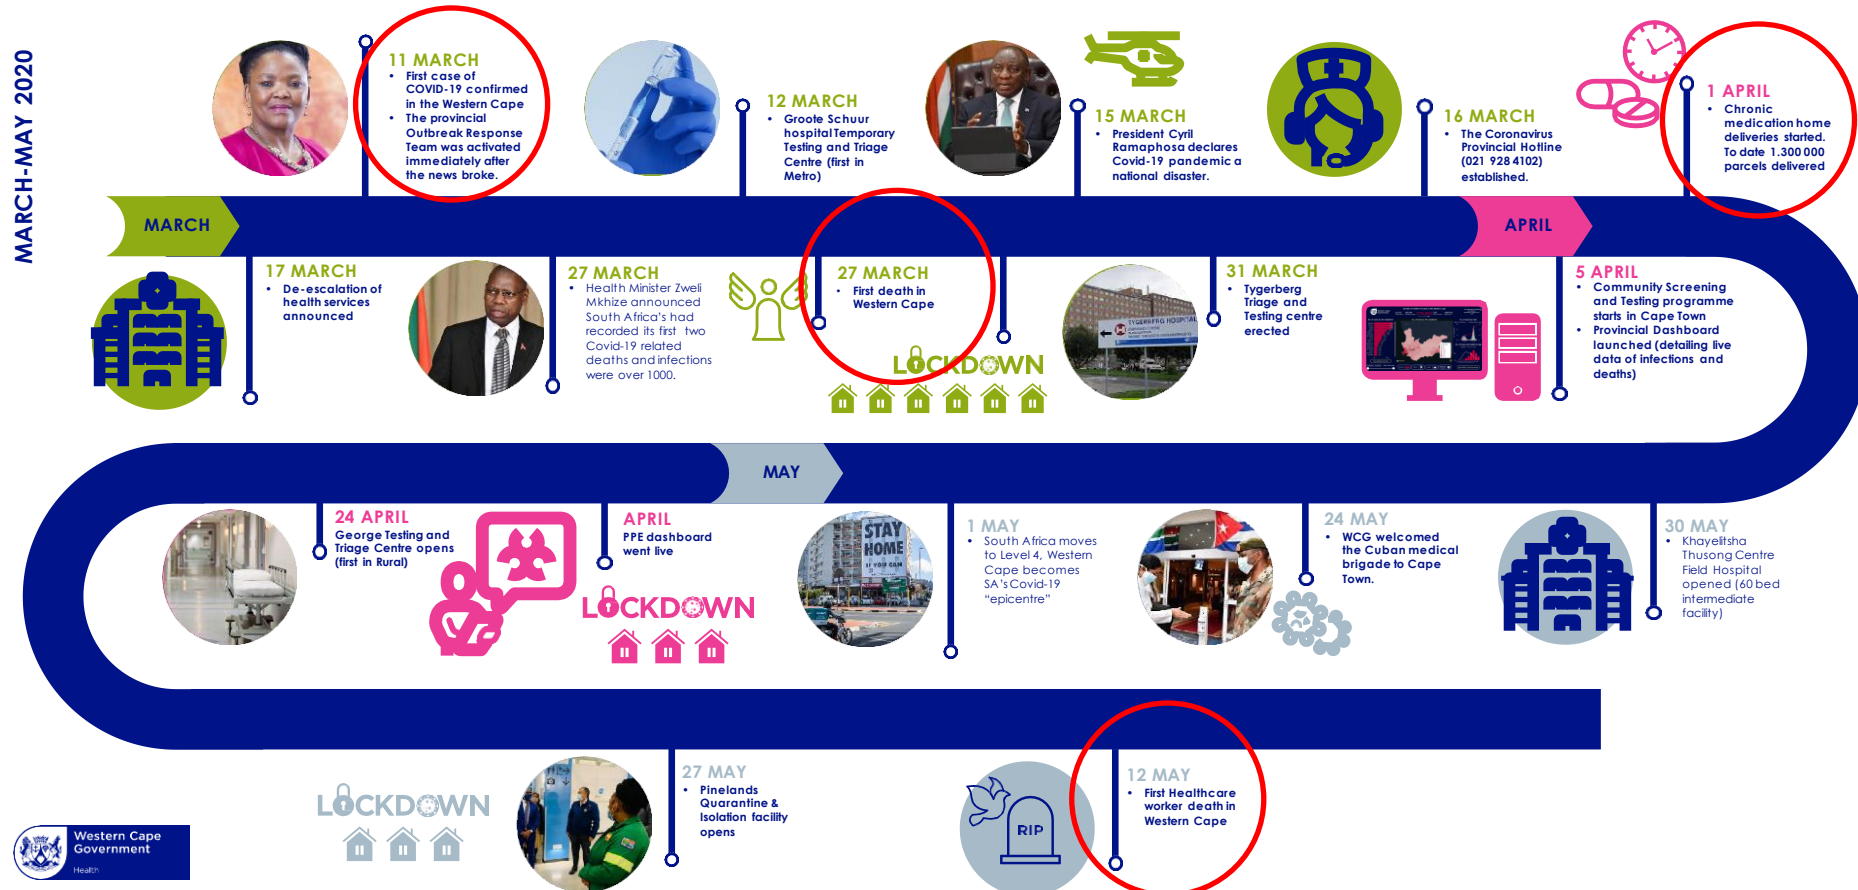 MARCH-MAY 2020
11 MARCH
• First case of
COVID-19 confirmed
in the Western Cape
• The provincial
Outbreak Response
Team was activated
immediately after
the news broke.
12 MARCH
• Groote Schuur
hospital Temporary
Testing and Triage
Centre (first in
Metro)
15 MARCH
• President Cyril
Ramaphosa declares
Covid-19 pandemic a
national disaster.
16 MARCH
• The Coronavirus
Provincial Hotline
(021 928 4102)
established.
1 APRIL
• Chronic
medication home
deliveries started.
To date 1.300 000
parcels delivered
MARCH
APRIL
17 MARCH
• De-escalation of
health services
announced
27 MARCH
• Health Minister Zweli
Mkhize announced
South Africa's had
recorded its first two
Covid-19 related
deaths and infections
were over 1000.
27 MARCH
• First death in
Western Cape
LOCKDOWN
TYGERBERG HOSPITAL
31 MARCH
• Tygerberg
Triage and
Testing centre
erected
5 APRIL
• Community Screening
and Testing programme
starts in Cape Town
• Provincial Dashboard
launched (detailing live
data of infections and
deaths)
MAY
24 APRIL
George Testing and
Triage Centre opens
(first in Rural)
APRIL
PPE dashboard
went live
LOCKDOWN
STAY
HOME
IF YOU CAN
1 MAY
• South Africa moves
to Level 4, Western
Cape becomes
SA's Covid-19
"epicentre"
24 MAY
• WCG welcomed
the Cuban medical
brigade to Cape
Town.
30 MAY
• Khayelitsha
Thusong Centre
Field Hospital
opened (60 bed
intermediate
facility)
LOCKDOWN
27 MAY
• Pinelands
Quarantine &
Isolation facility
opens
RIP
12 MAY
• First Healthcare
worker death in
Western Cape
Western Cape
Government
Health